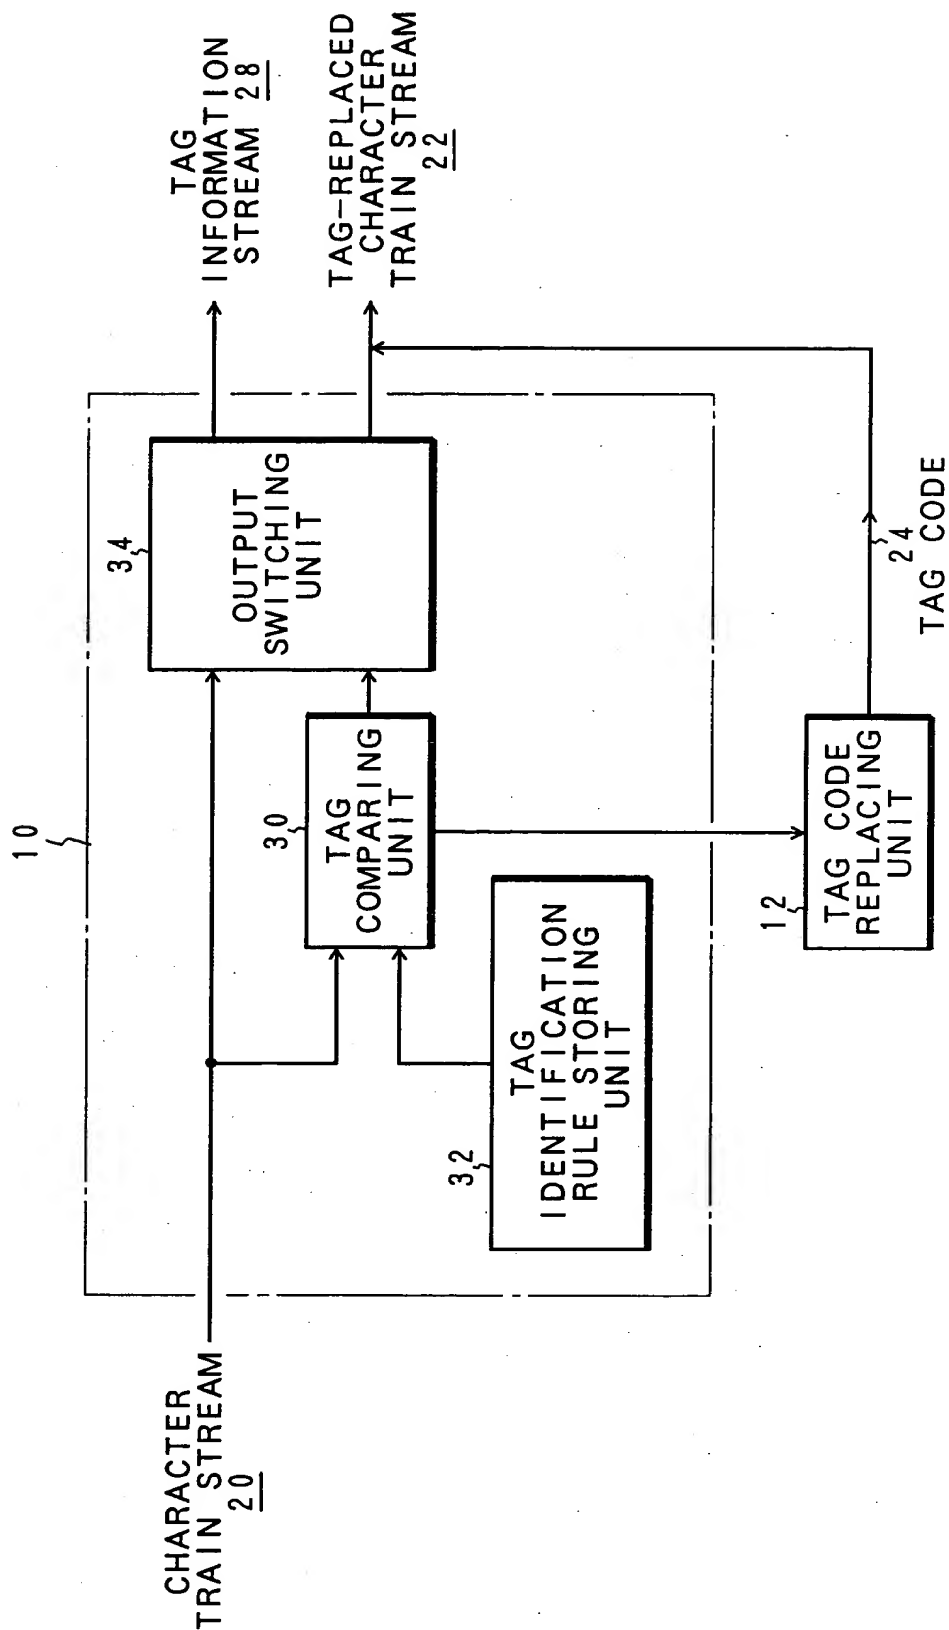 CHARACTER
TRAIN STREAM
20
10
TAG
IDENTIFICATION
RULE STORING
UNIT
32
TAG
COMPARING
UNIT
30
OUTPUT
SWITCHING
UNIT
34
TAG
INFORMATION
STREAM 28
TAG-REPLACED
CHARACTER
TRAIN STREAM
22
12
TAG CODE
REPLACING
UNIT
24
TAG CODE